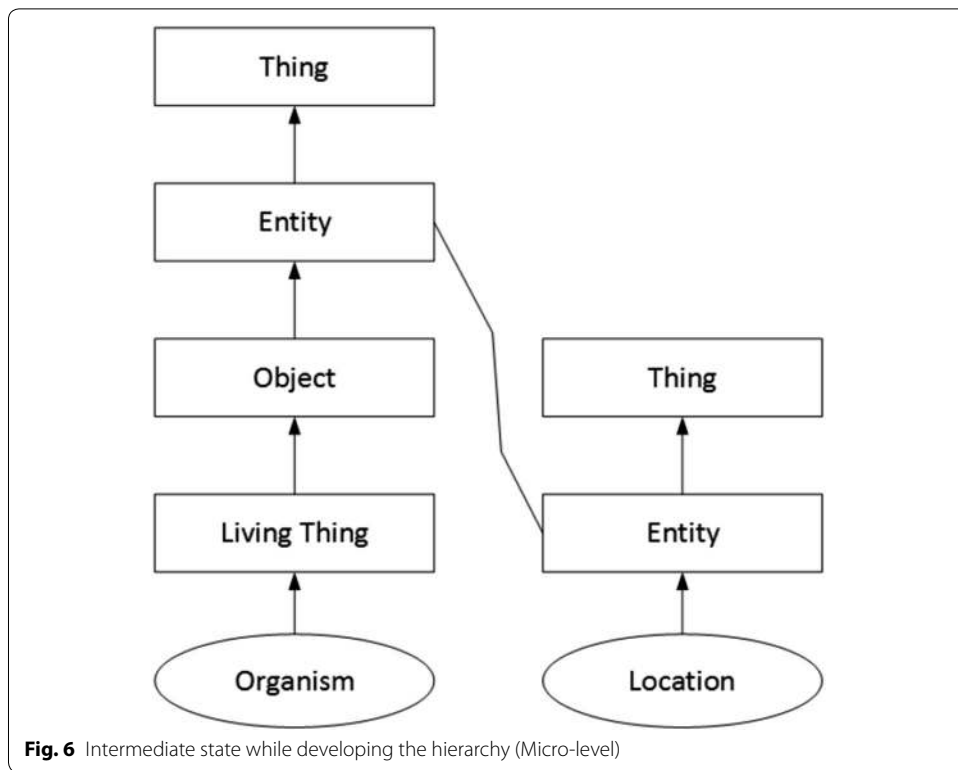 Thing
Entity
Object
Thing
Living Thing
Entity
Organism
Location
Fig. 6 Intermediate state while developing the hierarchy (Micro-level)